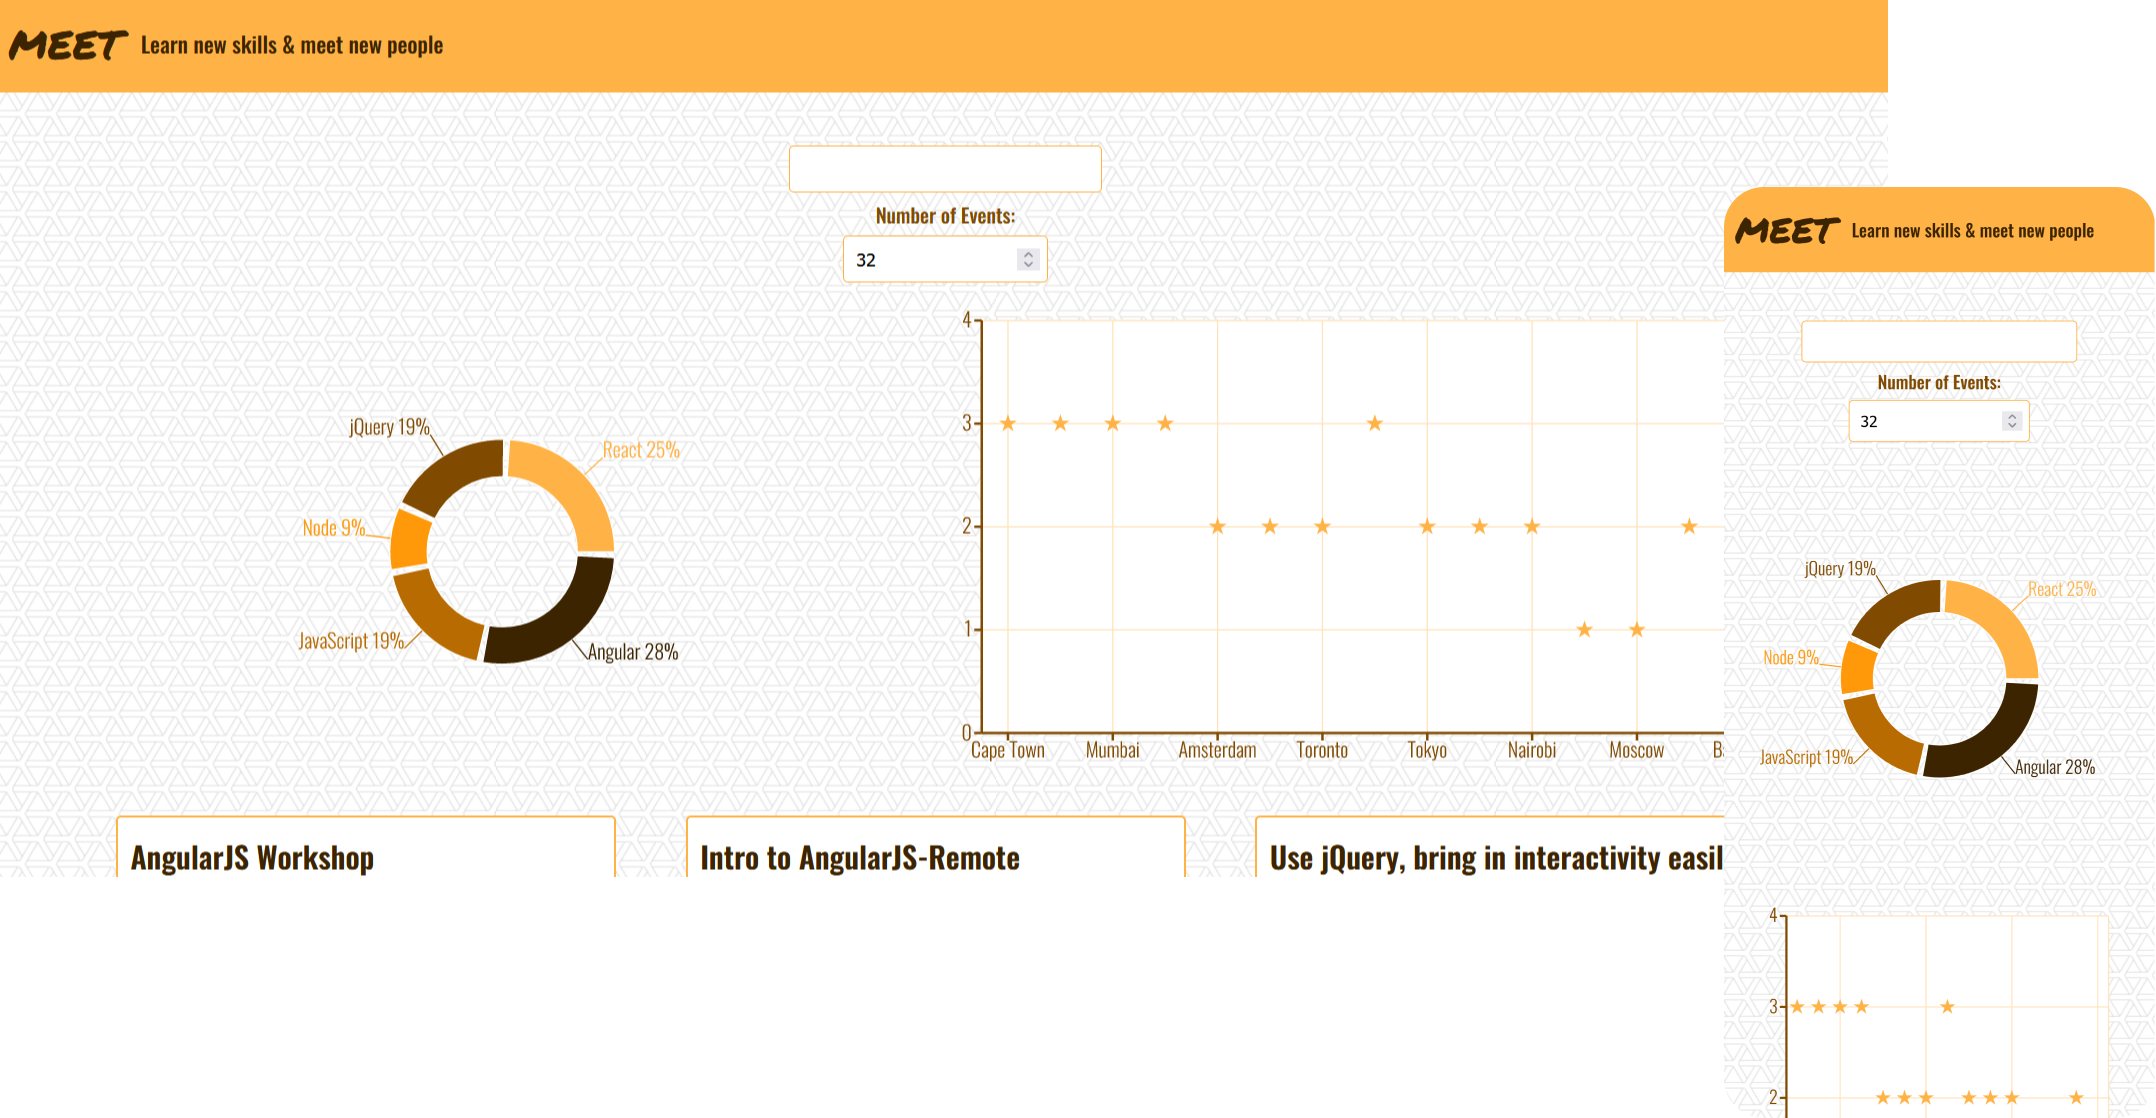 MEET Learn new skills & meet new people
Number of Events:
32
jQuery 19%
React 25%
Node 9%
JavaScript 19%
Angular 28%
4
3
2
1
0
Cape Town Mumbai Amsterdam Toronto Tokyo Nairobi Moscow
AngularJS Workshop
Intro to AngularJS-Remote
Use jQuery, bring in interactivity easil
MEET Learn new skills & meet new people
Number of Events:
32
jQuery 19%
React 25%
Node 9%
JavaScript 19%
Angular 28%
4
3
2